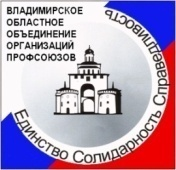 ВЛАДИМИРСКОЕ
ОБЛАСТНОЕ
ОБЪЕДИНЕНИЕ
ОРГАНИЗАЦИЙ
ПРОФСОЮЗОВ
Единство Солидарность Справедливость